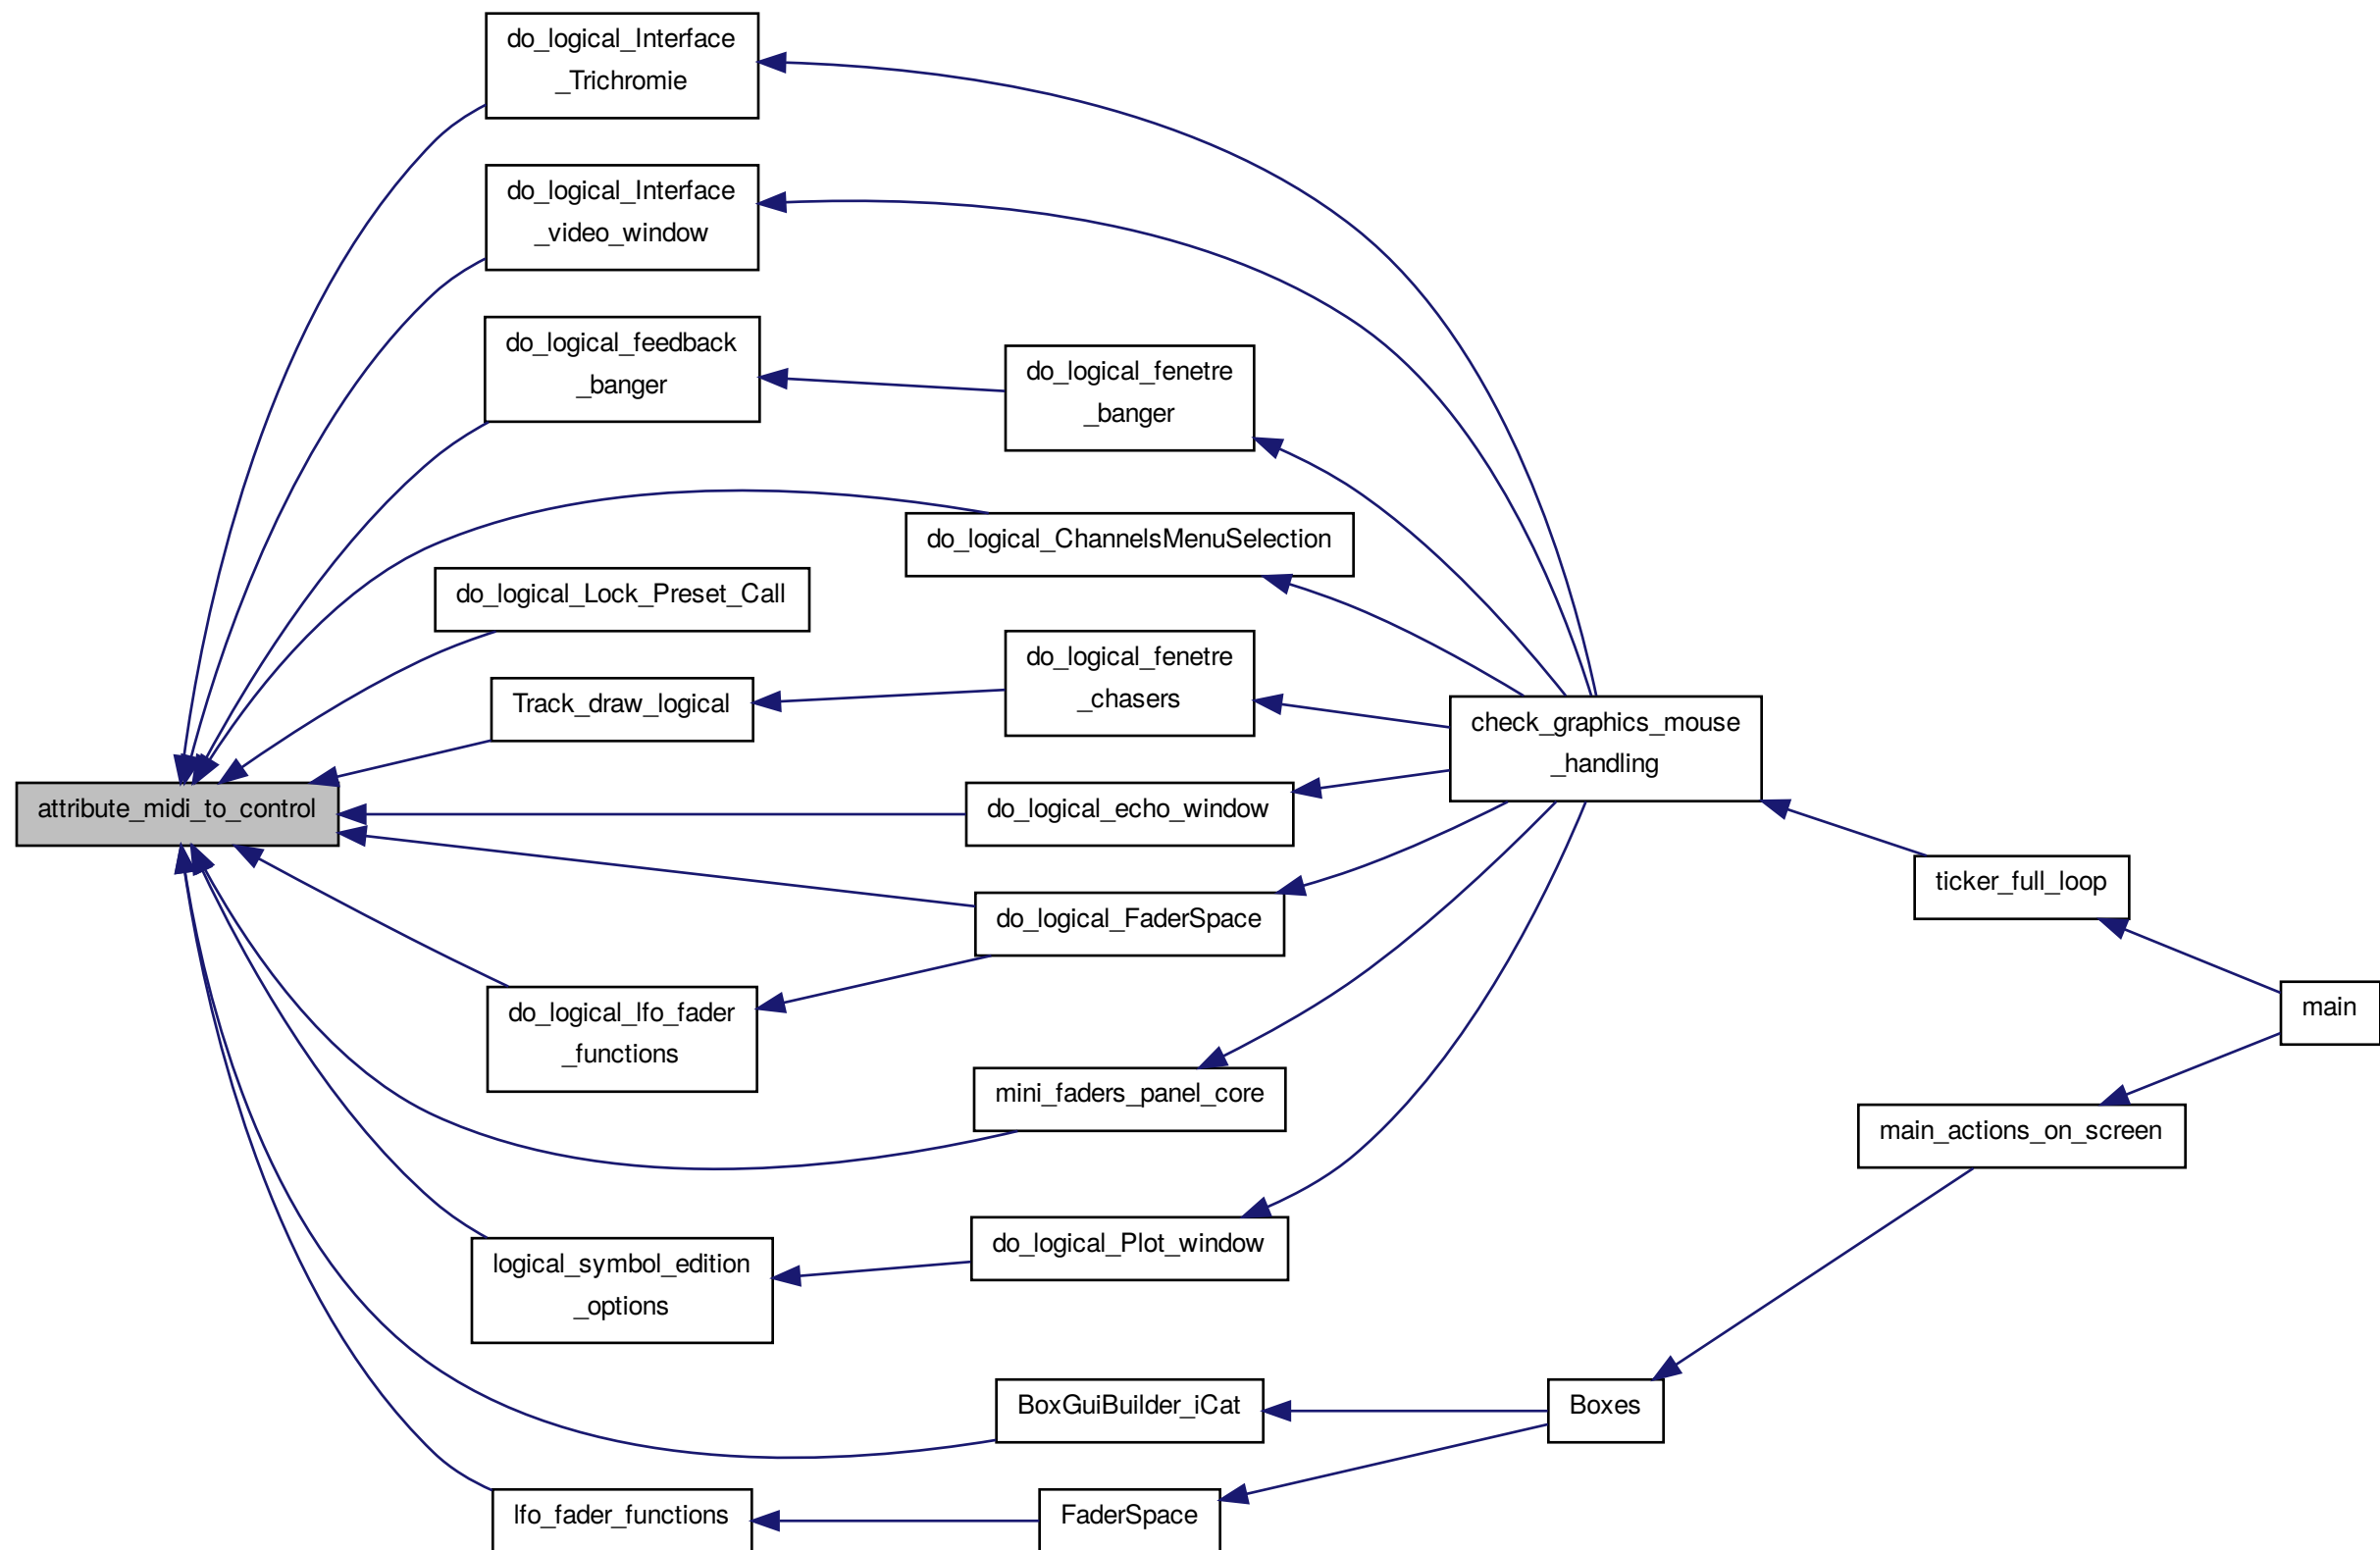 do_logical_Interface
_Trichromie
do_logical_Interface
_video_window
do_logical_feedback
_banger
do_logical_fenetre
_banger
do_logical_ChannelsMenuSelection
do_logical_Lock_Preset_Call
Track_draw_logical
do_logical_fenetre
_chasers
check_graphics_mouse
_handling
attribute_midi_to_control
do_logical_echo_window
ticker_full_loop
do_logical_FaderSpace
main
do_logical_lfo_fader
_functions
mini_faders_panel_core
main_actions_on_screen
logical_symbol_edition
_options
do_logical_Plot_window
BoxGuiBuilder_iCat
Boxes
lfo_fader_functions
FaderSpace